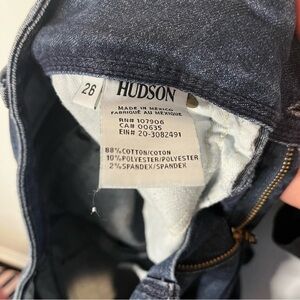 26
HUDSON
MADE IN MEXICO
FABRIQUÉ AU MEXIQUE
RN# 107906
CA# 00635
EIN# 20-3082491
88% COTTON/COTON
10% POLYESTER/POLYESTER
2% SPANDEX/SPANDEX